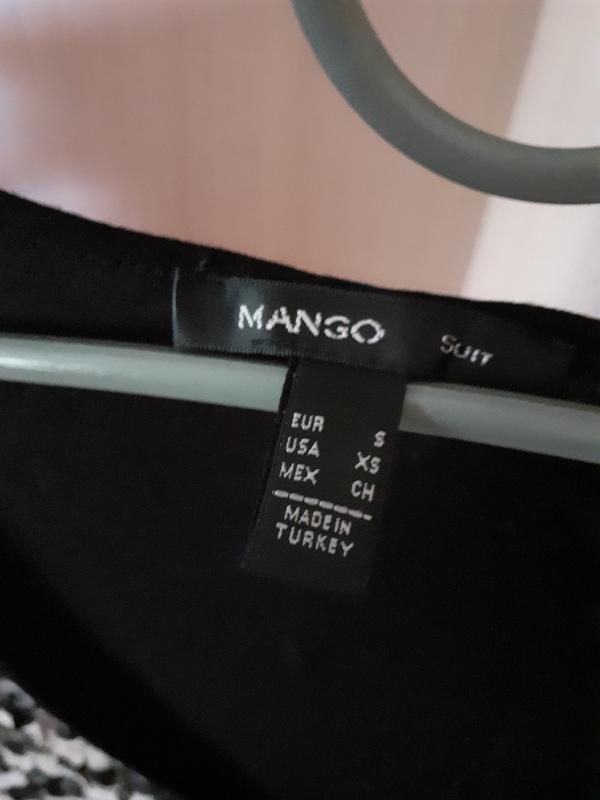 MANGO Suit
EUR S
USA XS
MEX CH
MADE IN
TURKEY